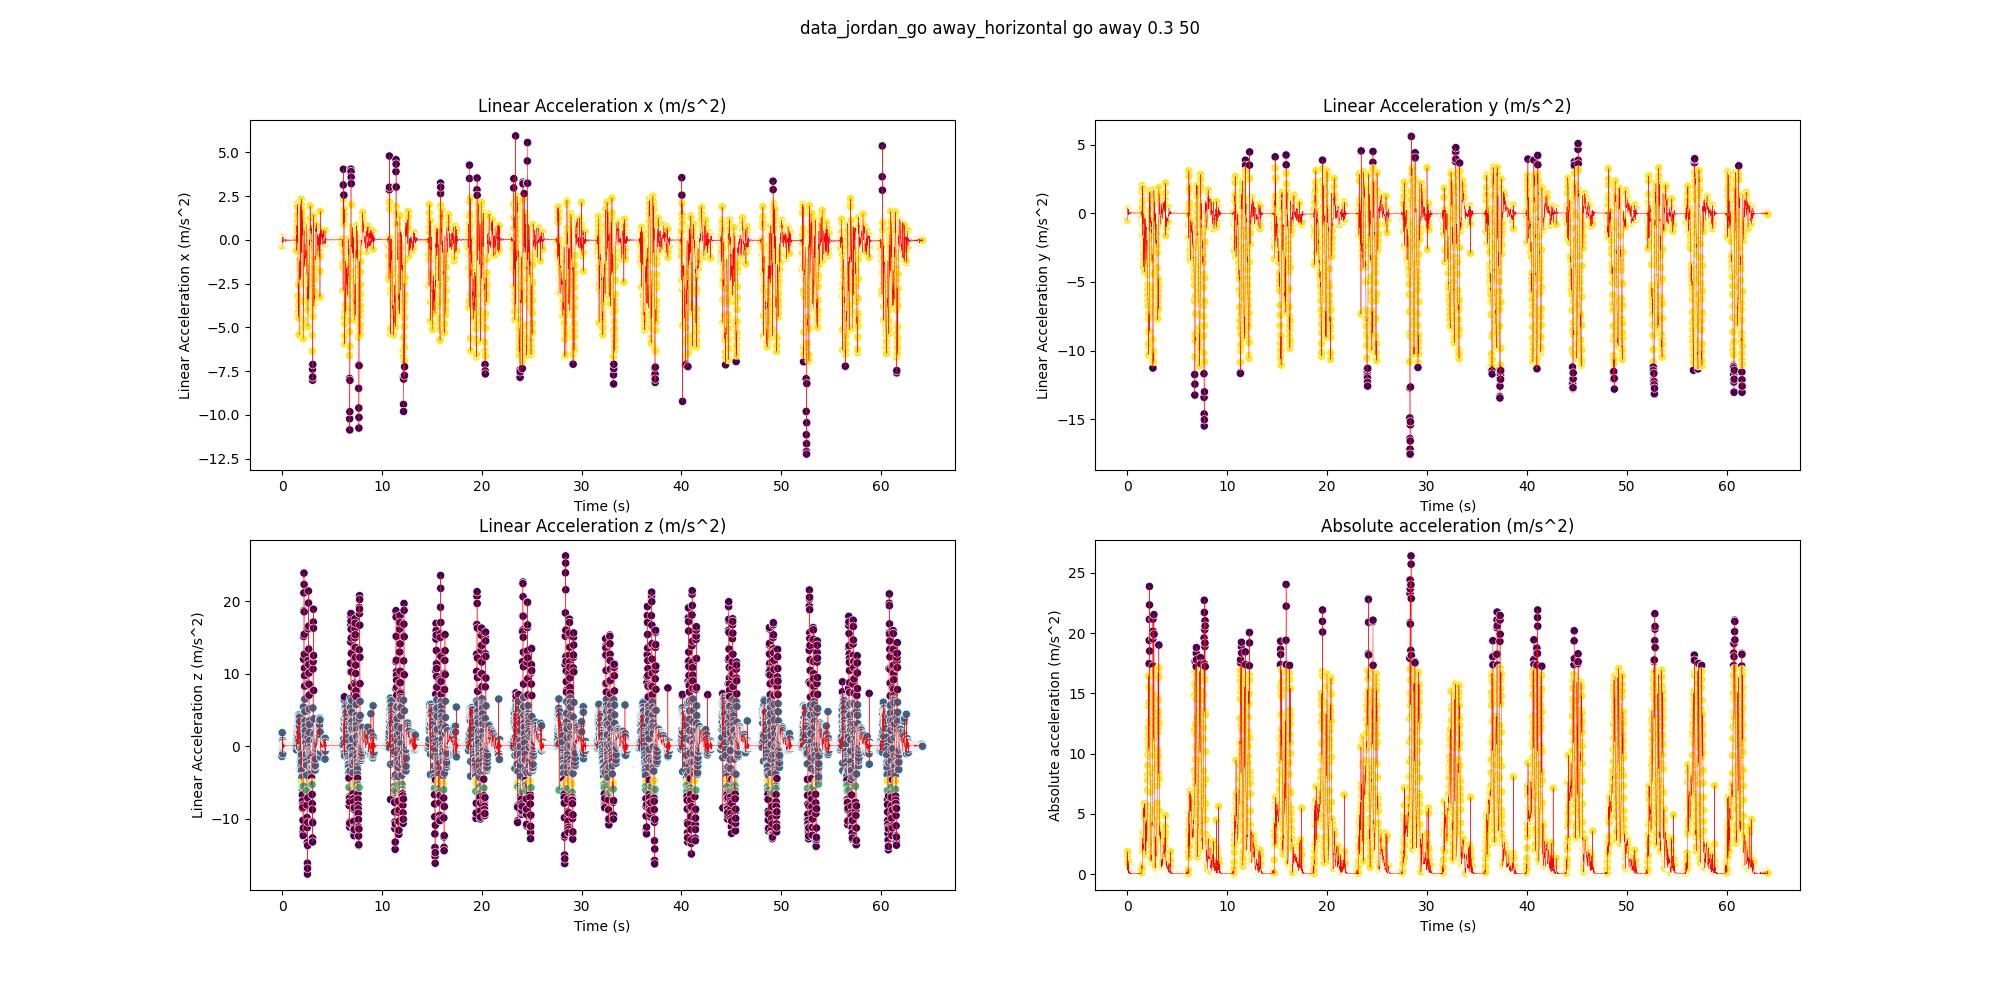 data_jordan_go away_horizontal go away 0.3 50
Linear Acceleration x (m/s^2)
Linear Acceleration x (m/s^2)
5.0
2.5
0.0
−2.5
−5.0
−7.5
−10.0
−12.5
0 10 20 30 40 50 60
Time (s)
Linear Acceleration y (m/s^2)
Linear Acceleration y (m/s^2)
5
0
−5
−10
−15
0 10 20 30 40 50 60
Time (s)
Linear Acceleration z (m/s^2)
Linear Acceleration z (m/s^2)
20
10
0
−10
0 10 20 30 40 50 60
Time (s)
Absolute acceleration (m/s^2)
Absolute acceleration (m/s^2)
25
20
15
10
5
0
0 10 20 30 40 50 60
Time (s)